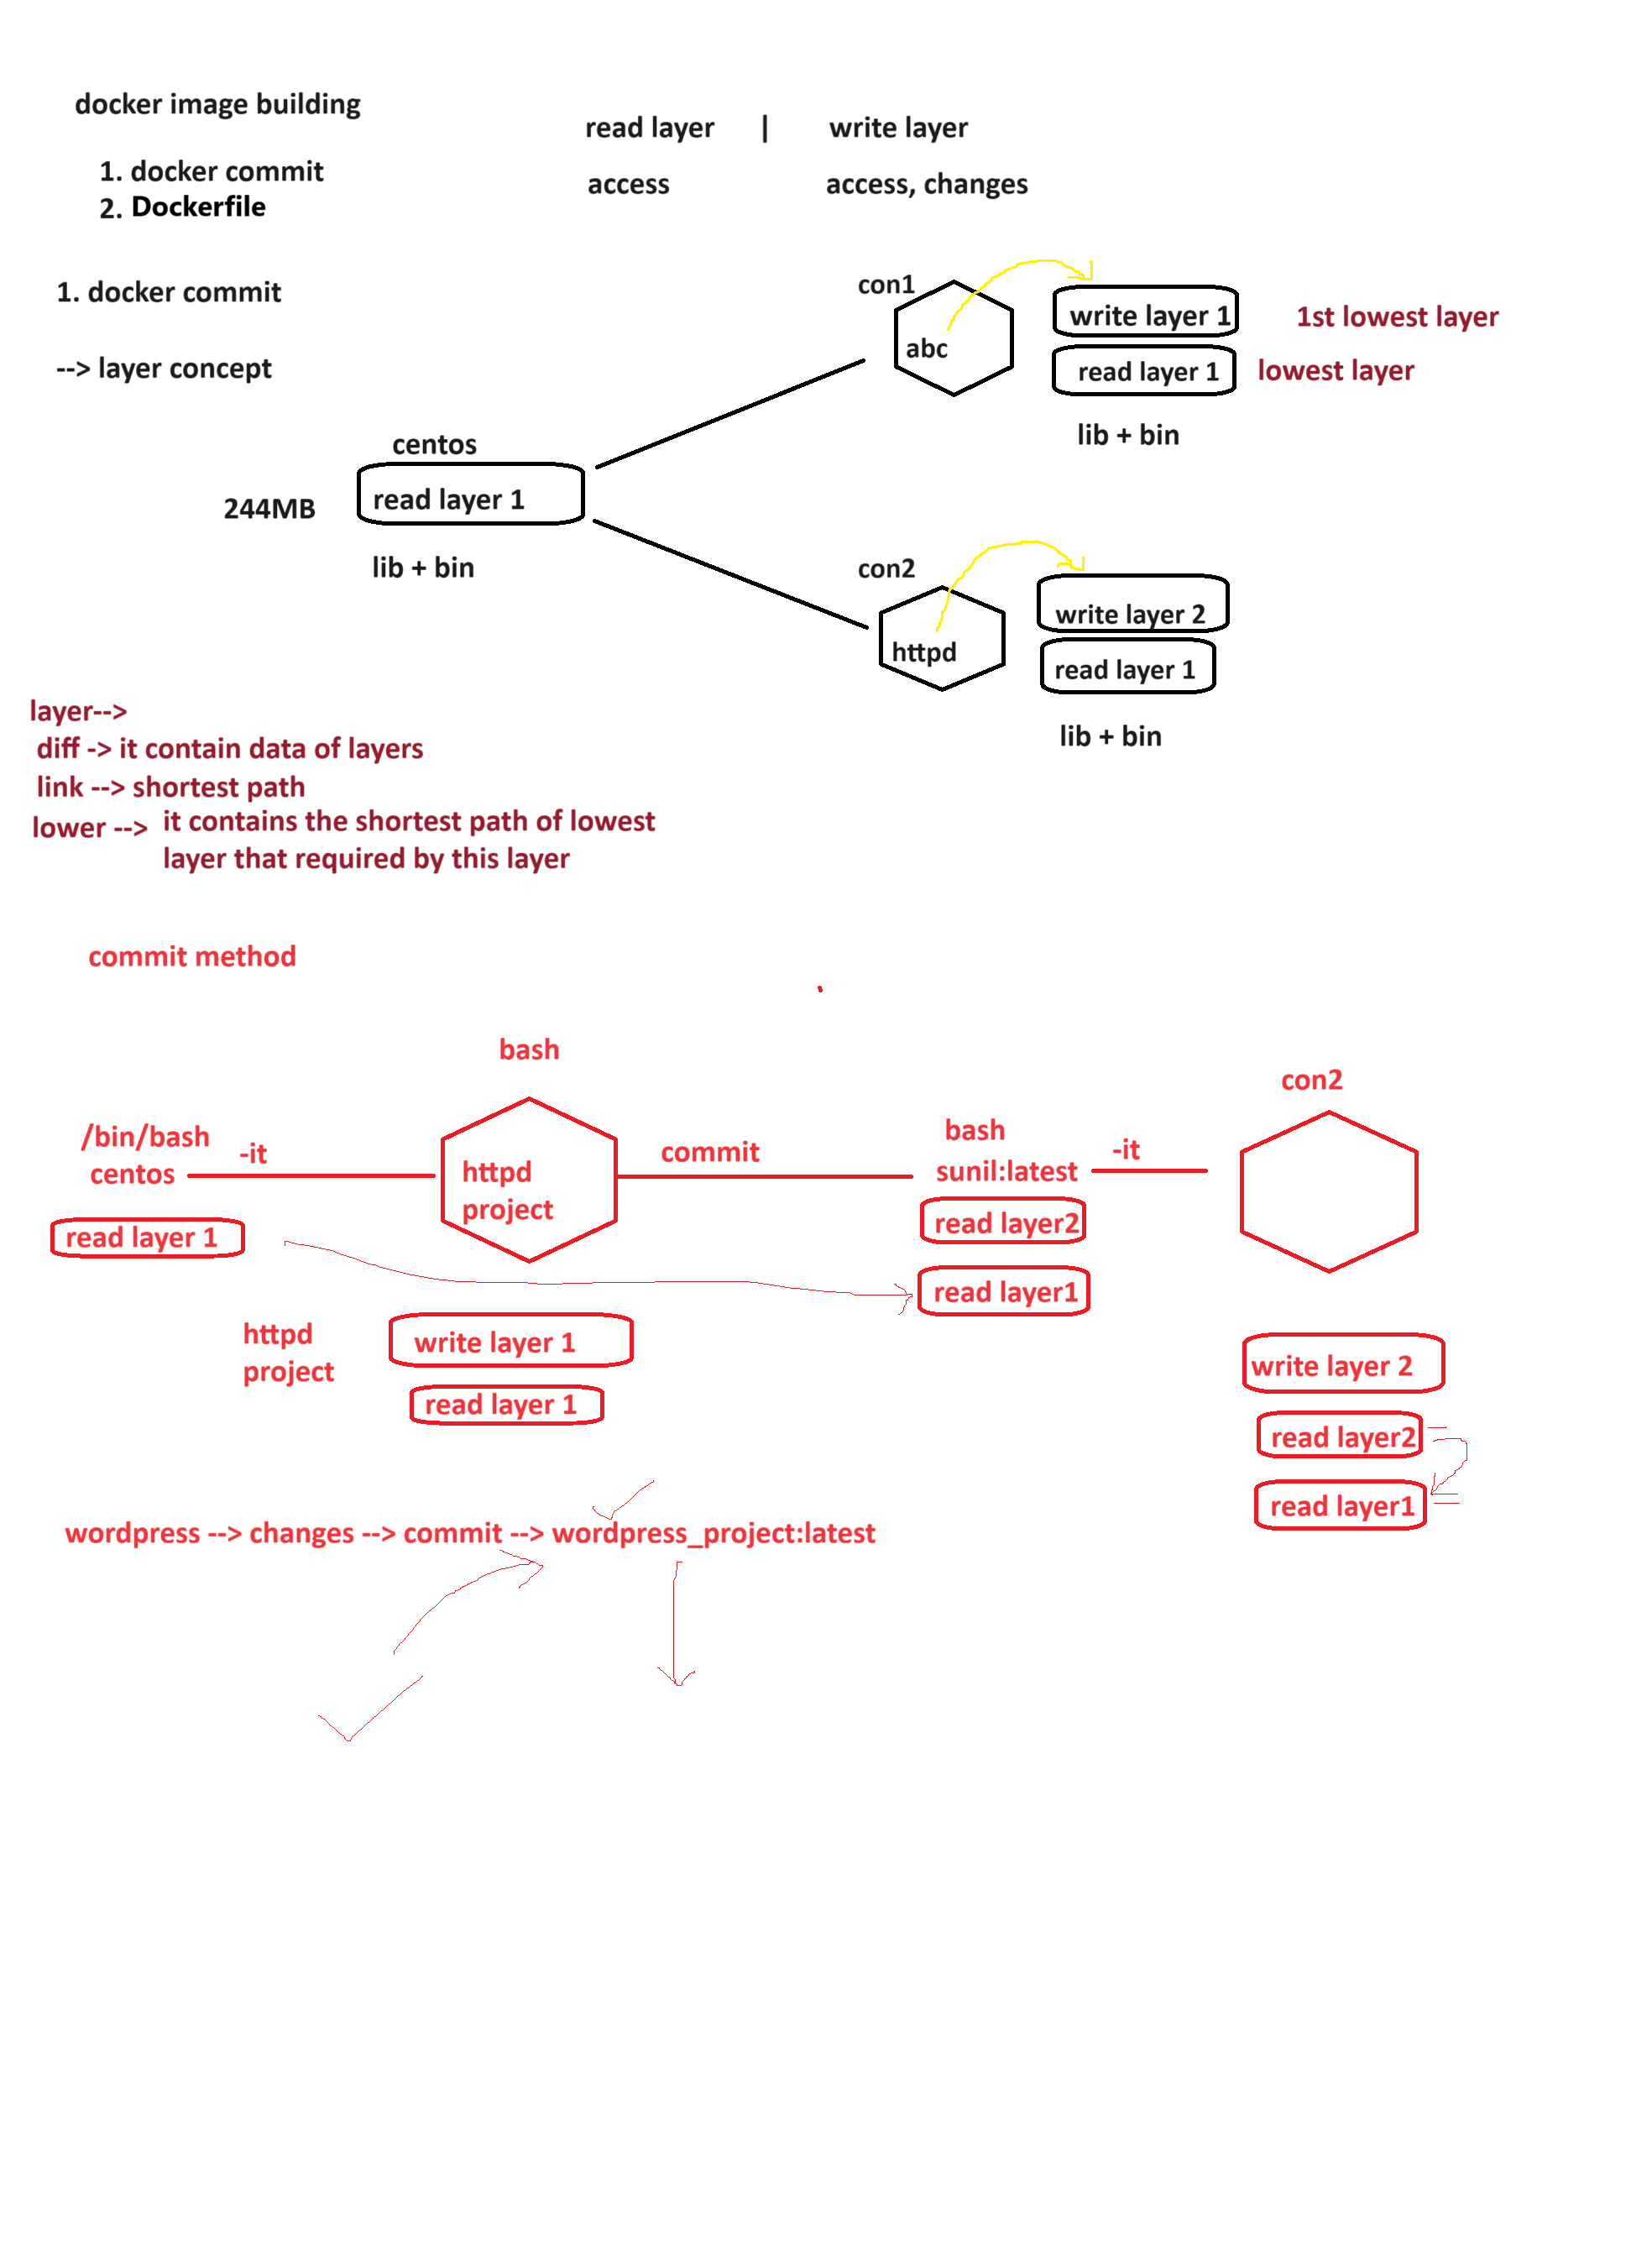 docker image building
read layer | write layer
1. docker commit
access access, changes
2. Dockerfile
1. docker commit
con1
write layer 1 1st lowest layer
abc
--> layer concept
read layer 1 lowest layer
lib + bin
centos
244MB read layer 1
lib + bin
con2
write layer 2
httpd
read layer 1
lib + bin
layer-->
diff -> it contain data of layers
link --> shortest path
lower --> it contains the shortest path of lowest
layer that required by this layer
commit method
bash
con2
/bin/bash
centos
-it
httpd
project
commit
bash
sunil:latest
-it
read layer 1
read layer2
read layer1
httpd
project
write layer 1
read layer 1
write layer 2
read layer2
read layer1
wordpress --> changes --> commit --> wordpress_project:latest